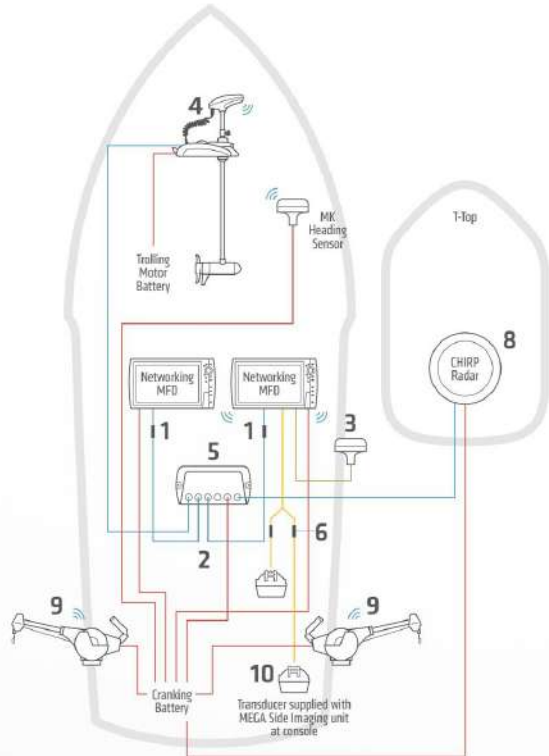 4
MK
Heading
Sensor
T-Top
Trolling
Motor
Battery
8
CHIRP
Radar
Networking
MFD
Networking
MFD
1
1
3
5
6
2
9
9
10
Cranking
Battery
Transducer supplied with
MEGA Side Imaging unit
at console